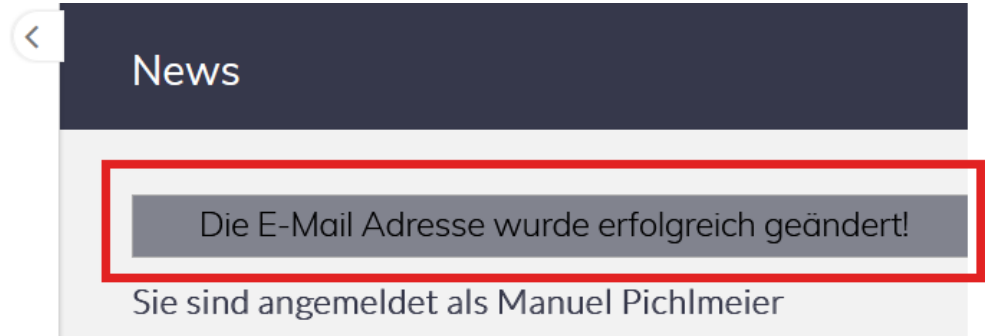 News
Die E-Mail Adresse wurde erfolgreich geändert!
Sie sind angemeldet als Manuel Pichlmeier